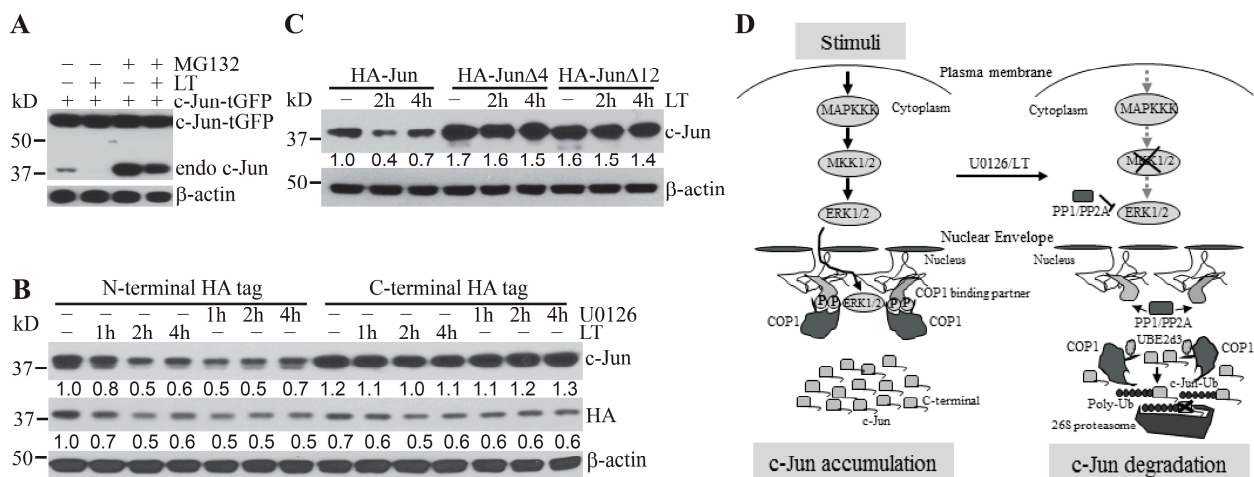 A
− − + + MG132
− + − + LT
+ + + + c-Jun-tGFP
kD
c-Jun-tGFP
50
37
endo c-Jun
β-actin
C
HA-Jun HA-JunΔ4 HA-JunΔ12
kD
− 2h 4h − 2h 4h − 2h 4h LT
37
c-Jun
1.0 0.4 0.7 1.7 1.6 1.5 1.6 1.5 1.4
50
β-actin
B
N-terminal HA tag C-terminal HA tag
kD
− − − − 1h 2h 4h − − − − 1h 2h 4h U0126
− 1h 2h 4h − − − − 1h 2h 4h − − − LT
37
c-Jun
1.0 0.8 0.5 0.6 0.5 0.5 0.7 1.2 1.1 1.0 1.1 1.1 1.2 1.3
37
HA
1.0 0.7 0.5 0.6 0.5 0.5 0.5 0.7 0.6 0.5 0.6 0.6 0.6 0.6
50
β-actin
D
Stimuli
Plasma membrane
MAPKKK
Cytoplasm
MKK1/2
ERK1/2
Nuclear Envelope
Nucleus
P P ERK1/2 P P
COP1 binding partner
COP1 COP1
C-terminal
c-Jun
c-Jun accumulation
U0126/LT
Cytoplasm
MAPKKK
MKK1/2
PP1/PP2A
ERK1/2
Nucleus
PP1/PP2A
UBE2d3
COP1 COP1
c-Jun-Ub
Poly-Ub
26S proteasome
c-Jun degradation